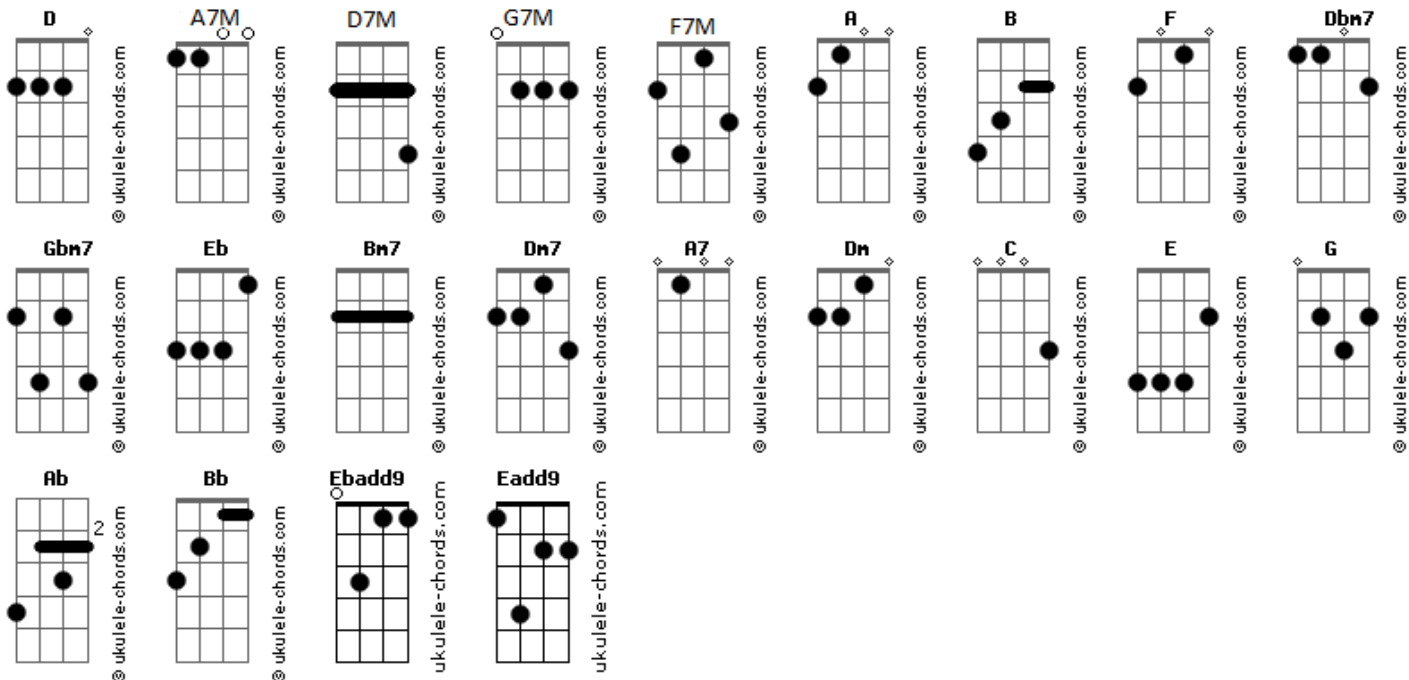 D A7M D7M G7M F7M A B F Dbm7
© ukulele-chords.com © ukulele-chords.com © ukulele-chords.com © ukulele-chords.com © ukulele-chords.com © ukulele-chords.com © ukulele-chords.com © ukulele-chords.com © ukulele-chords.com
Gbm7 Eb Bm7 Dm7 A7 Dm C E G
© ukulele-chords.com © ukulele-chords.com © ukulele-chords.com © ukulele-chords.com © ukulele-chords.com © ukulele-chords.com © ukulele-chords.com © ukulele-chords.com © ukulele-chords.com
Ab Bb Ebadd9 Eadd9
2
© ukulele-chords.com © ukulele-chords.com ukulele-chords.com ukulele-chords.com